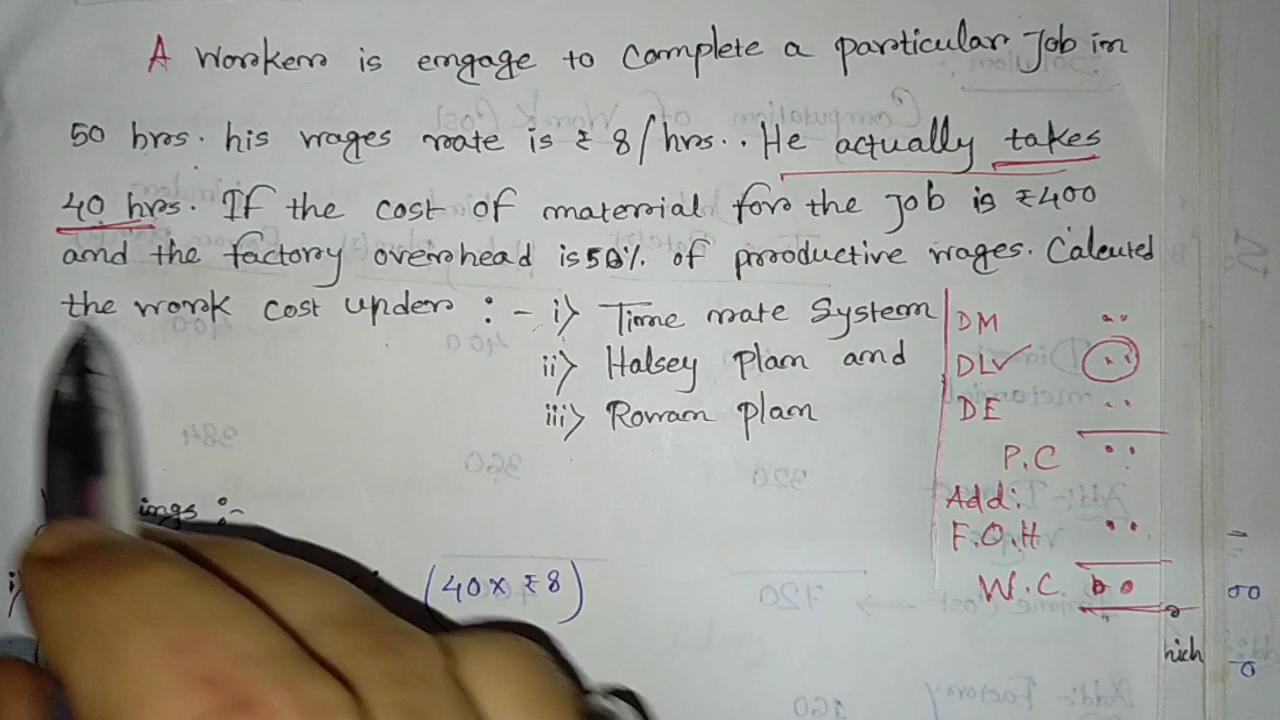 A Worker is engage to complete a particular Job in
50 hrs. his wages rate is ₹ 8/hrs.. He actually takes
40 hrs. If the cost of material for the job is ₹400
and the factory overhead is 50% of productive wages. Calculted
the work cost under :- i) Time rate System
ii) Halsey plan and
iii) Rowan plan
DM
DL
DE
P.C
Add:
F.O.H
W.C.
ings :-
i)
(40 x ₹ 8)
hich